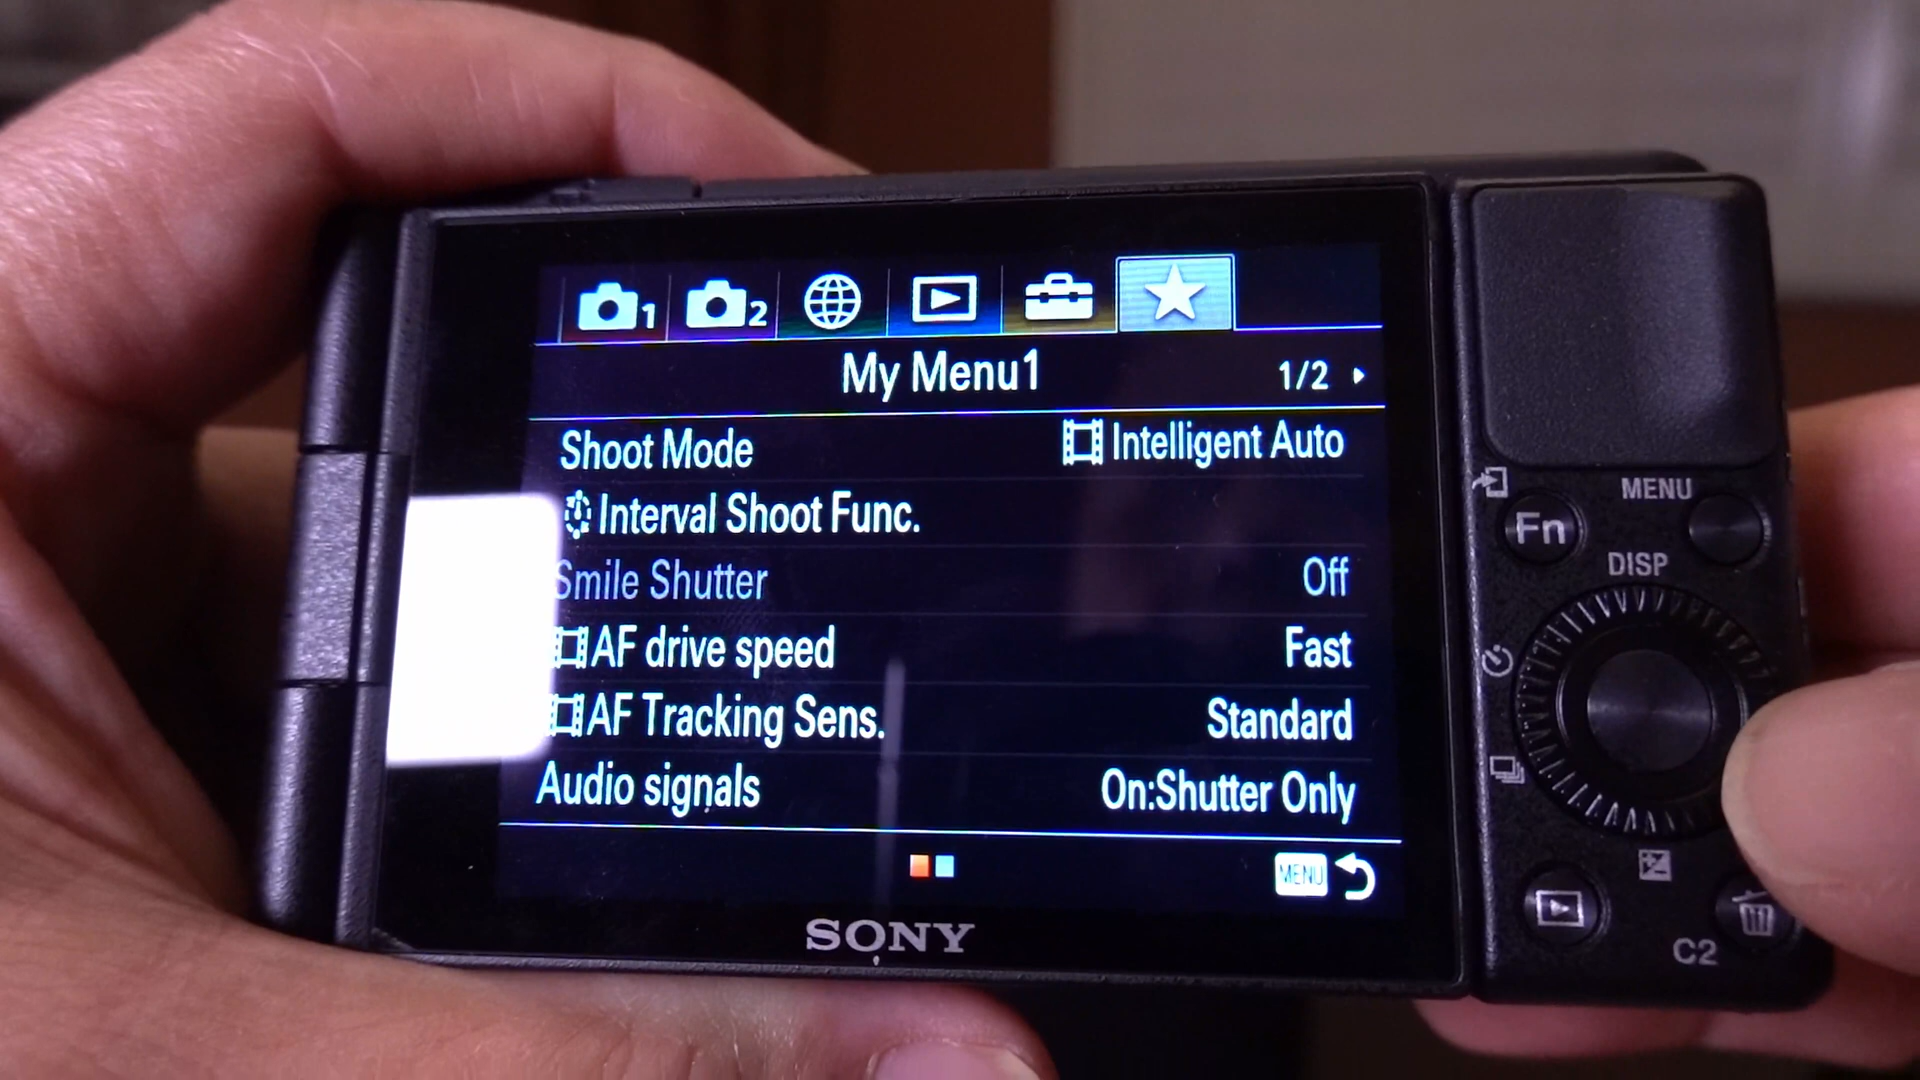 1 2
My Menu1 1/2
Shoot Mode Intelligent Auto
Interval Shoot Func.
Smile Shutter Off
AF drive speed Fast
AF Tracking Sens. Standard
Audio signals On:Shutter Only
MENU
SONY
MENU
Fn
DISP
C2